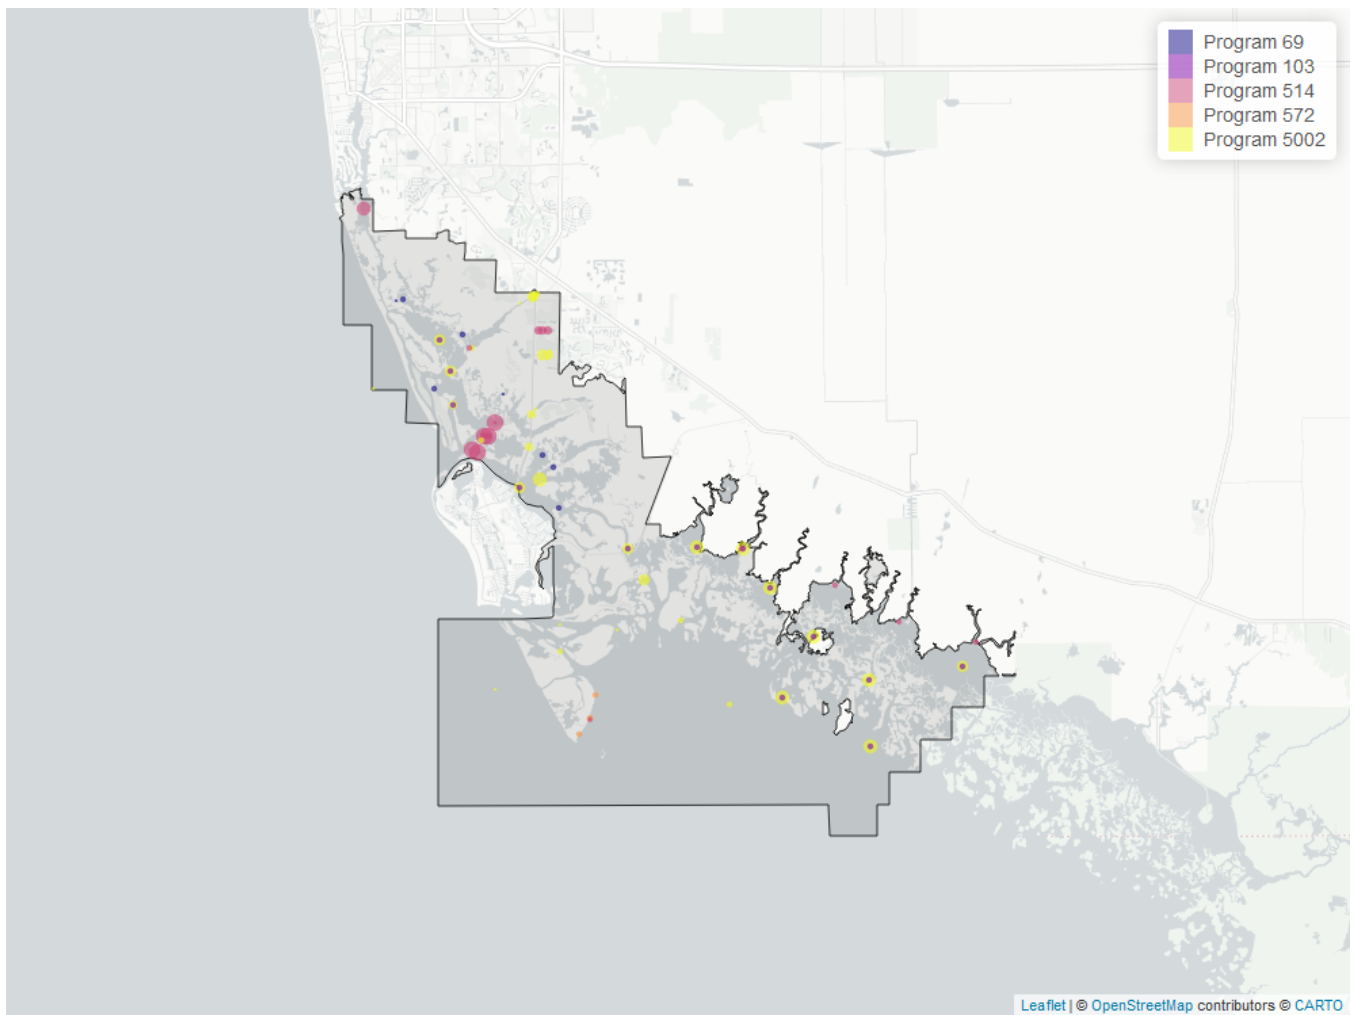 Program 69
Program 103
Program 514
Program 572
Program 5002
Leaflet | © OpenStreetMap contributors © CARTO